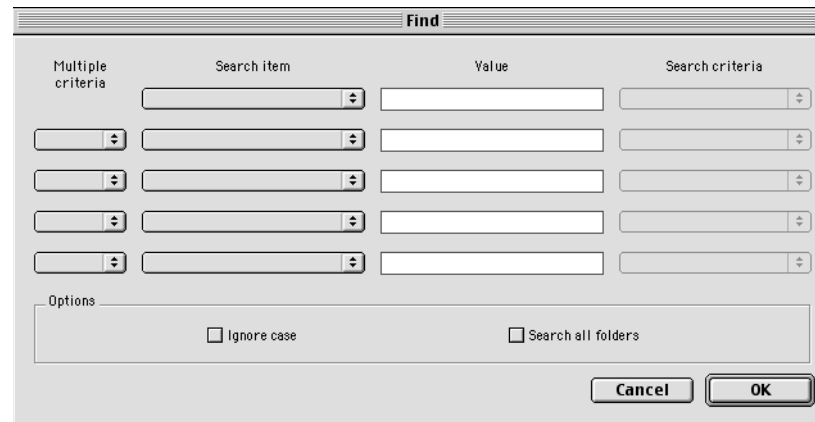 Find
Multiple criteria
Search item
Value
Search criteria
Options
Ignore case
Search all folders
Cancel
OK